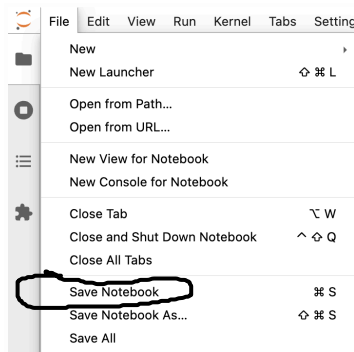 File Edit View Run Kernel Tabs Setting
New
New Launcher ⇧ ⌘ L
Open from Path...
Open from URL...
New View for Notebook
New Console for Notebook
Close Tab ⌥ W
Close and Shut Down Notebook ^ ⇧ Q
Close All Tabs
Save Notebook ⌘ S
Save Notebook As... ⇧ ⌘ S
Save All